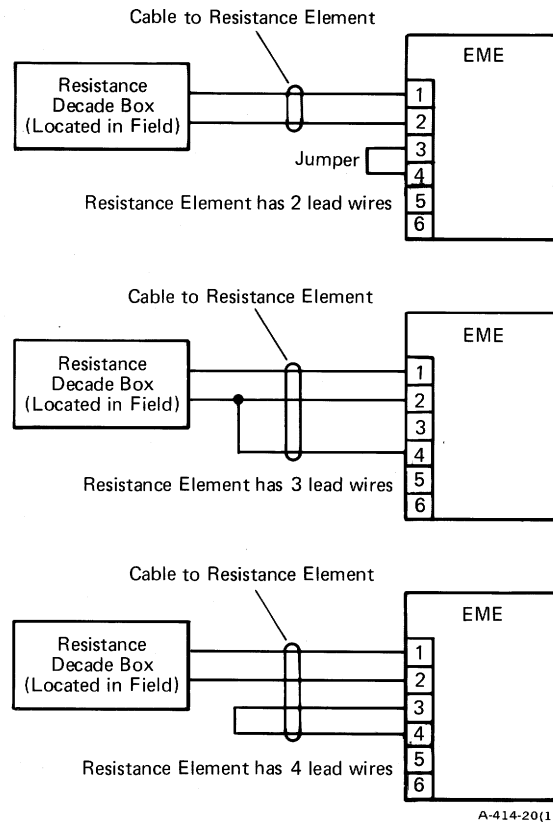 Cable to Resistance Element
EME
Resistance
Decade Box
(Located in Field)
1
2
3
4
5
6
Jumper
Resistance Element has 2 lead wires
Cable to Resistance Element
EME
Resistance
Decade Box
(Located in Field)
1
2
3
4
5
6
Resistance Element has 3 lead wires
Cable to Resistance Element
EME
Resistance
Decade Box
(Located in Field)
1
2
3
4
5
6
Resistance Element has 4 lead wires
A-414-20(1